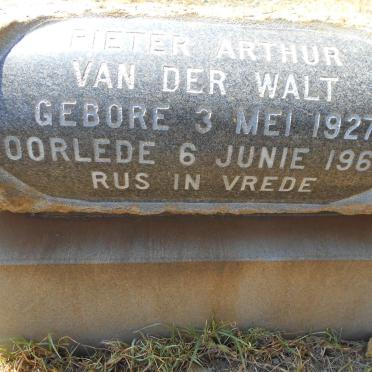 PIETER ARTHUR
VAN DER WALT
GEBORE 3 MEI 1927
OORLEDE 6 JUNIE 196
RUS IN VREDE